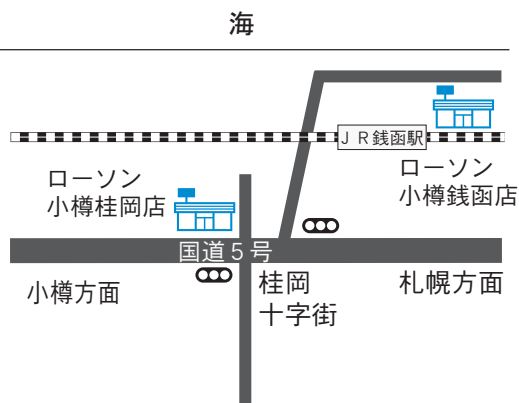 海
ＪＲ銭函駅
ローソン
小樽銭函店
ローソン
小樽桂岡店
国道５号
小樽方面
桂岡
十字街
札幌方面